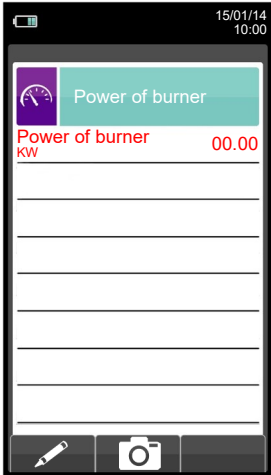 15/01/14
10:00
Power of burner
Power of burner 00.00
KW